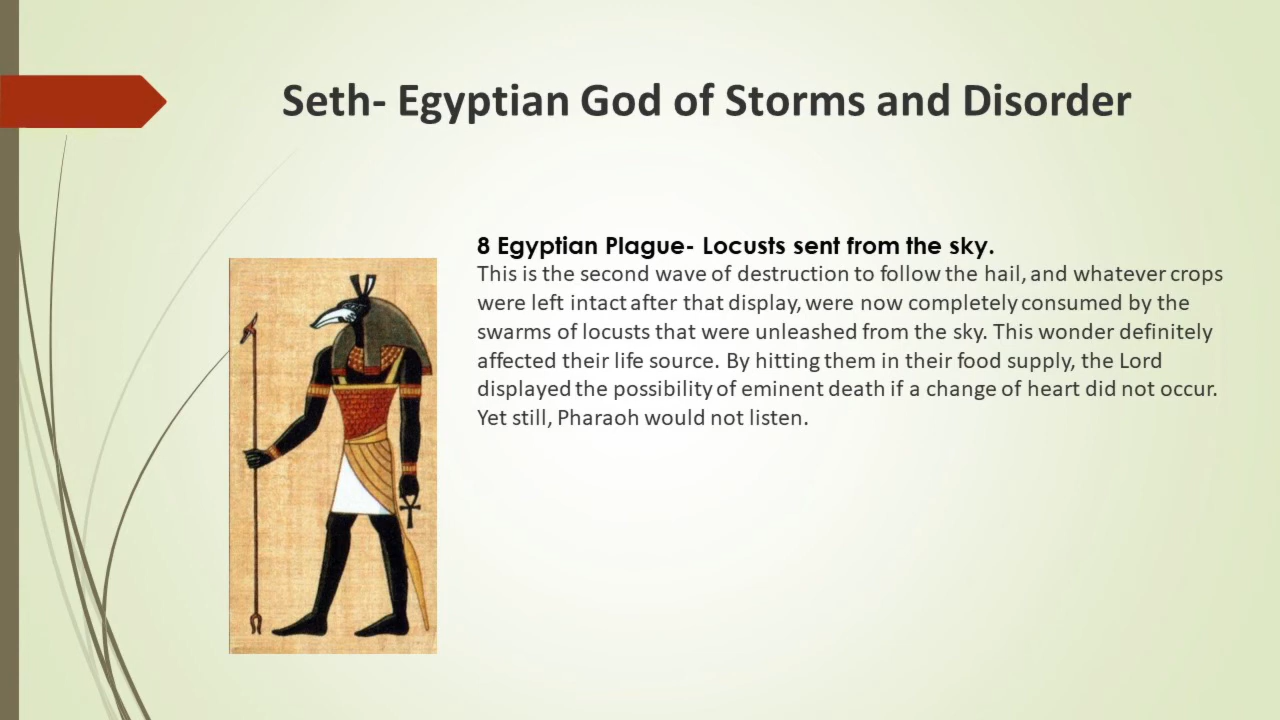 Seth- Egyptian God of Storms and Disorder
8 Egyptian Plague- Locusts sent from the sky.
This is the second wave of destruction to follow the hail, and whatever crops
were left intact after that display, were now completely consumed by the
swarms of locusts that were unleashed from the sky. This wonder definitely
affected their life source. By hitting them in their food supply, the Lord
displayed the possibility of eminent death if a change of heart did not occur.
Yet still, Pharaoh would not listen.